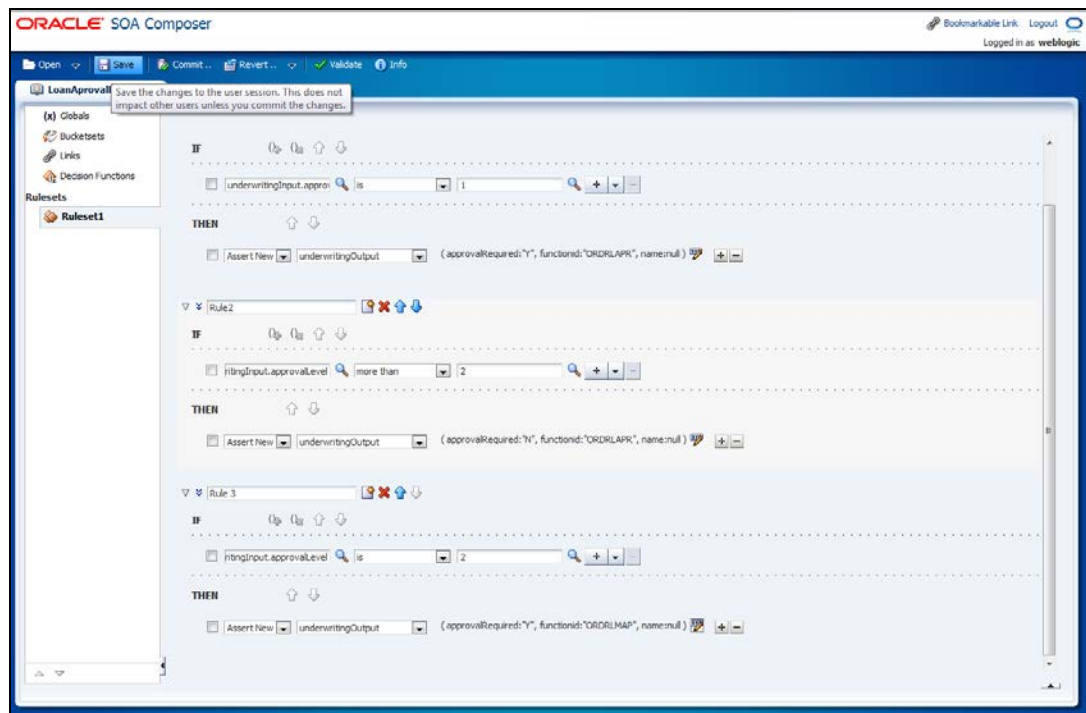 ORACLE SOA Composer
Bookmarkable Link Logout
Logged in as weblogic
Open Save Commit .. Revert .. Validate Info
LoanAproval
Save the changes to the user session. This does not
impact other users unless you commit the changes.
(x) Globals
Bucketsets
Links
Decision Functions
Rulesets
Ruleset1
IF
underwritingInput.approv is 1
THEN
Assert New underwritingOutput ( approvalRequired:"Y", functionid:"ORDRLAPR", name:null )
Rule2
IF
ritingInput.approvalLevel more than 2
THEN
Assert New underwritingOutput ( approvalRequired:"N", functionid:"ORDRLAPR", name:null )
Rule 3
IF
ritingInput.approvalLevel is 2
THEN
Assert New underwritingOutput ( approvalRequired:"Y", functionid:"ORDRLMAP", name:null )